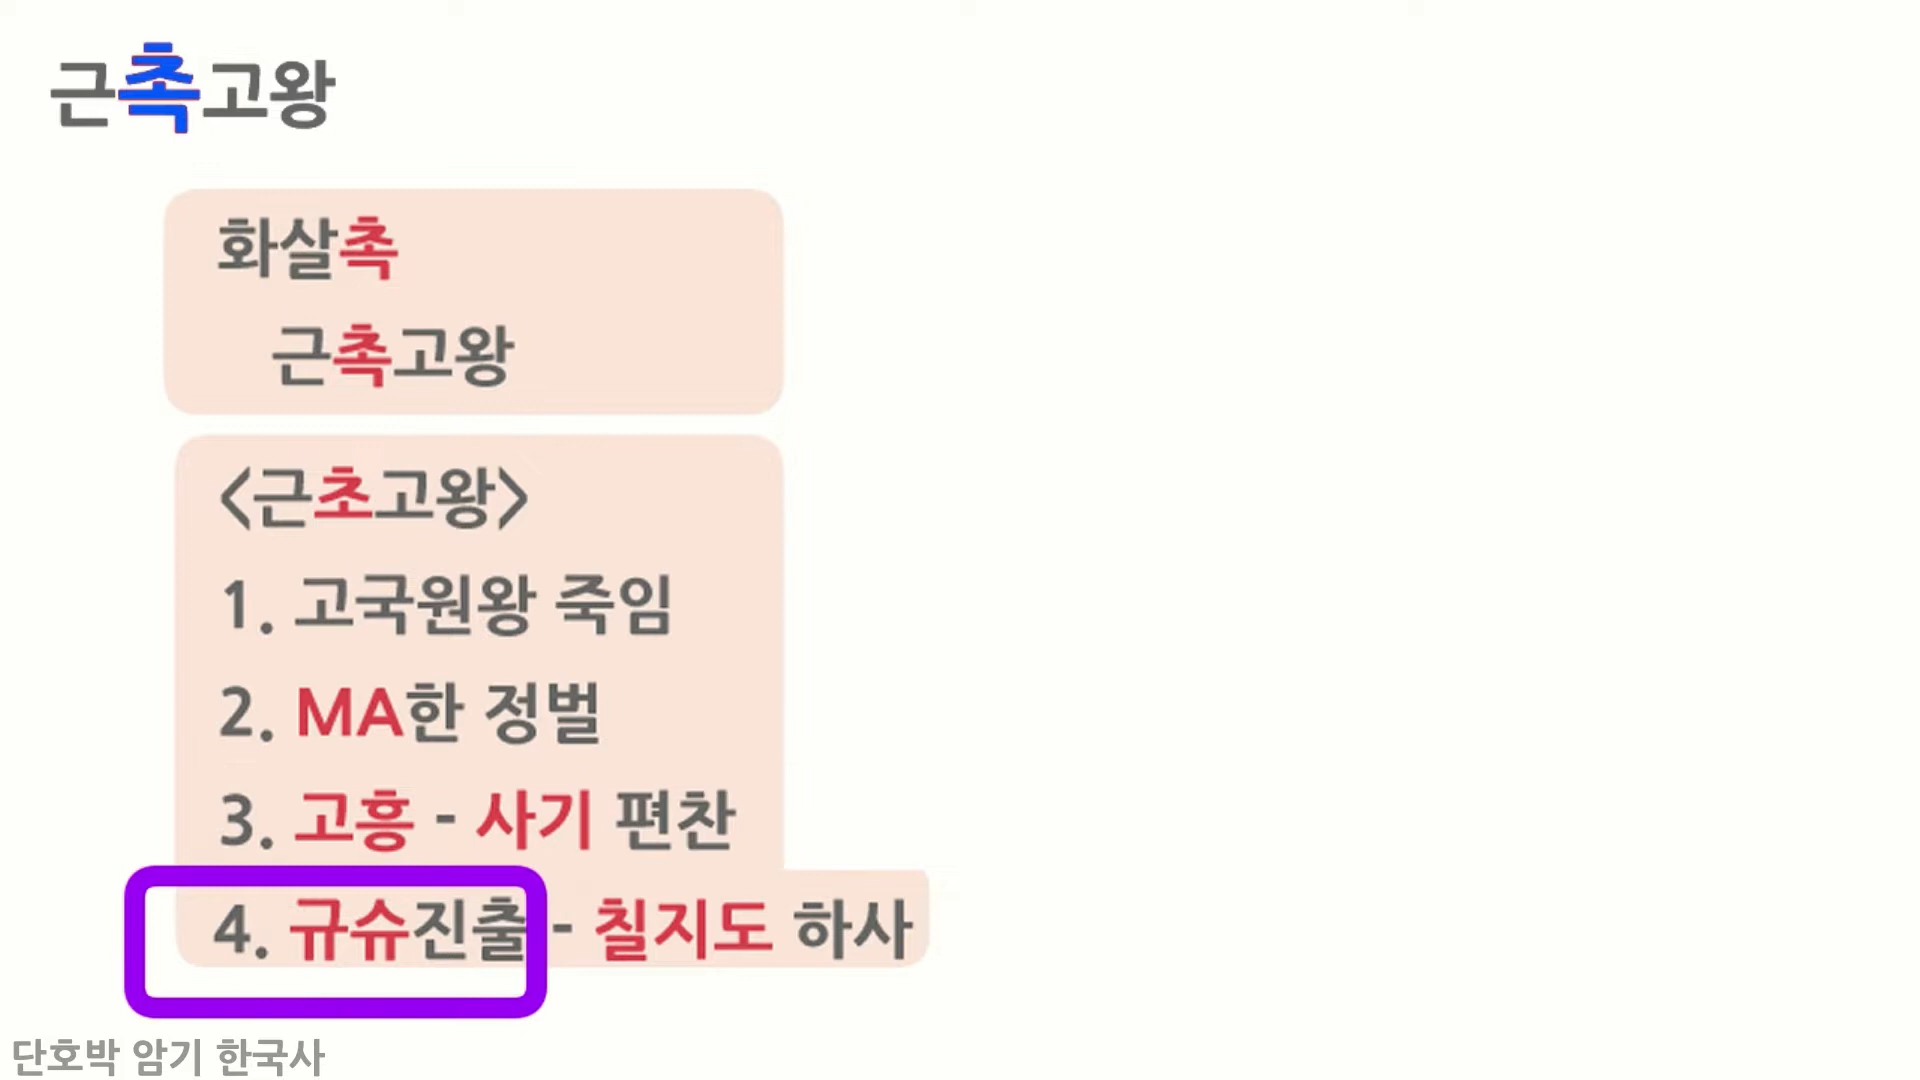 근촉고왕
화살촉
근촉고왕
<근초고왕>
1. 고국원왕 죽임
2. MA한 정벌
3. 고흥 - 사기 편찬
4. 규슈진출 - 칠지도 하사
단호박 암기 한국사